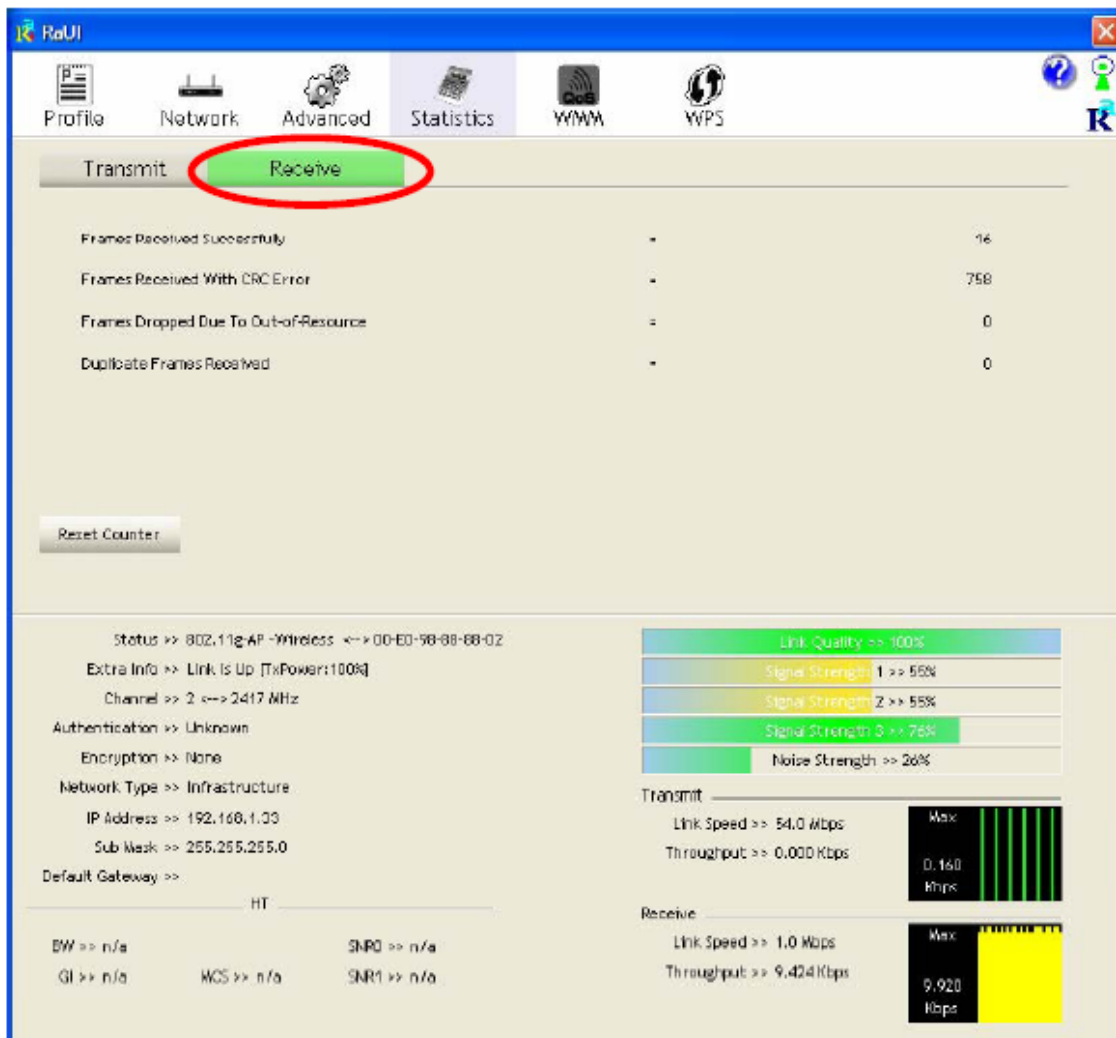 RaUI
Profile Network Advanced Statistics WMM WPS
QoS
Transmit Receive
Frames Received Successfully = 16
Frames Received With CRC Error = 758
Frames Dropped Due To Out-of-Resource = 0
Duplicate Frames Received = 0
Reset Counter
Status >> 802.11g-AP -Wireless <--> 00-E0-98-88-88-02
Extra Info >> Link is Up [TxPower:100%]
Channel >> 2 <--> 2417 MHz
Authentication >> Unknown
Encryption >> None
Network Type >> Infrastructure
IP Address >> 192.168.1.33
Sub Mask >> 255.255.255.0
Default Gateway >>
HT
BW >> n/a SNR0 >> n/a
GI >> n/a MCS >> n/a SNR1 >> n/a
Link Quality >> 100%
Signal Strength 1 >> 55%
Signal Strength 2 >> 55%
Signal Strength 3 >> 76%
Noise Strength >> 26%
Transmit
Link Speed >> 54.0 Mbps
Throughput >> 0.000 Kbps
Max
0.160
Kbps
Receive
Link Speed >> 1.0 Mbps
Throughput >> 9.424 Kbps
Max
9.920
Kbps